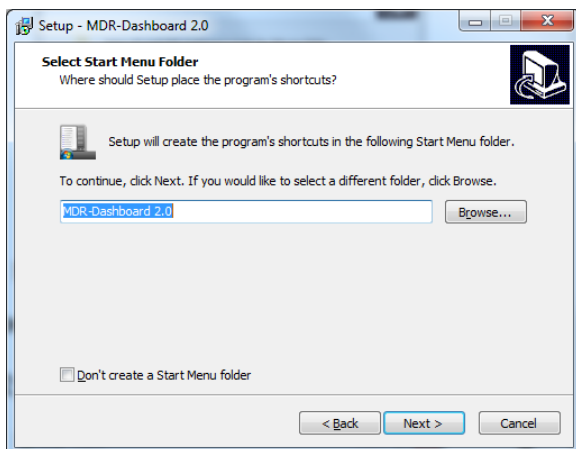 Setup - MDR-Dashboard 2.0
Select Start Menu Folder
Where should Setup place the program's shortcuts?
Setup will create the program's shortcuts in the following Start Menu folder.
To continue, click Next. If you would like to select a different folder, click Browse.
MDR-Dashboard 2.0
Browse...
Don't create a Start Menu folder
< Back
Next >
Cancel